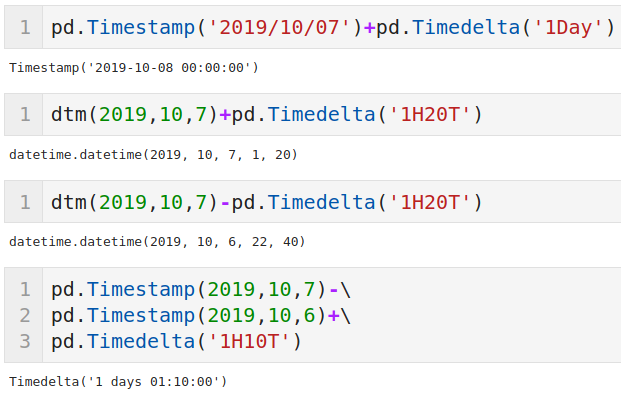 1 pd.Timestamp('2019/10/07')+pd.Timedelta('1Day')
Timestamp('2019-10-08 00:00:00')
1 dtm(2019,10,7)+pd.Timedelta('1H20T')
datetime.datetime(2019, 10, 7, 1, 20)
1 dtm(2019,10,7)-pd.Timedelta('1H20T')
datetime.datetime(2019, 10, 6, 22, 40)
1 pd.Timestamp(2019,10,7)-\
2 pd.Timestamp(2019,10,6)+\
3 pd.Timedelta('1H10T')
Timedelta('1 days 01:10:00')